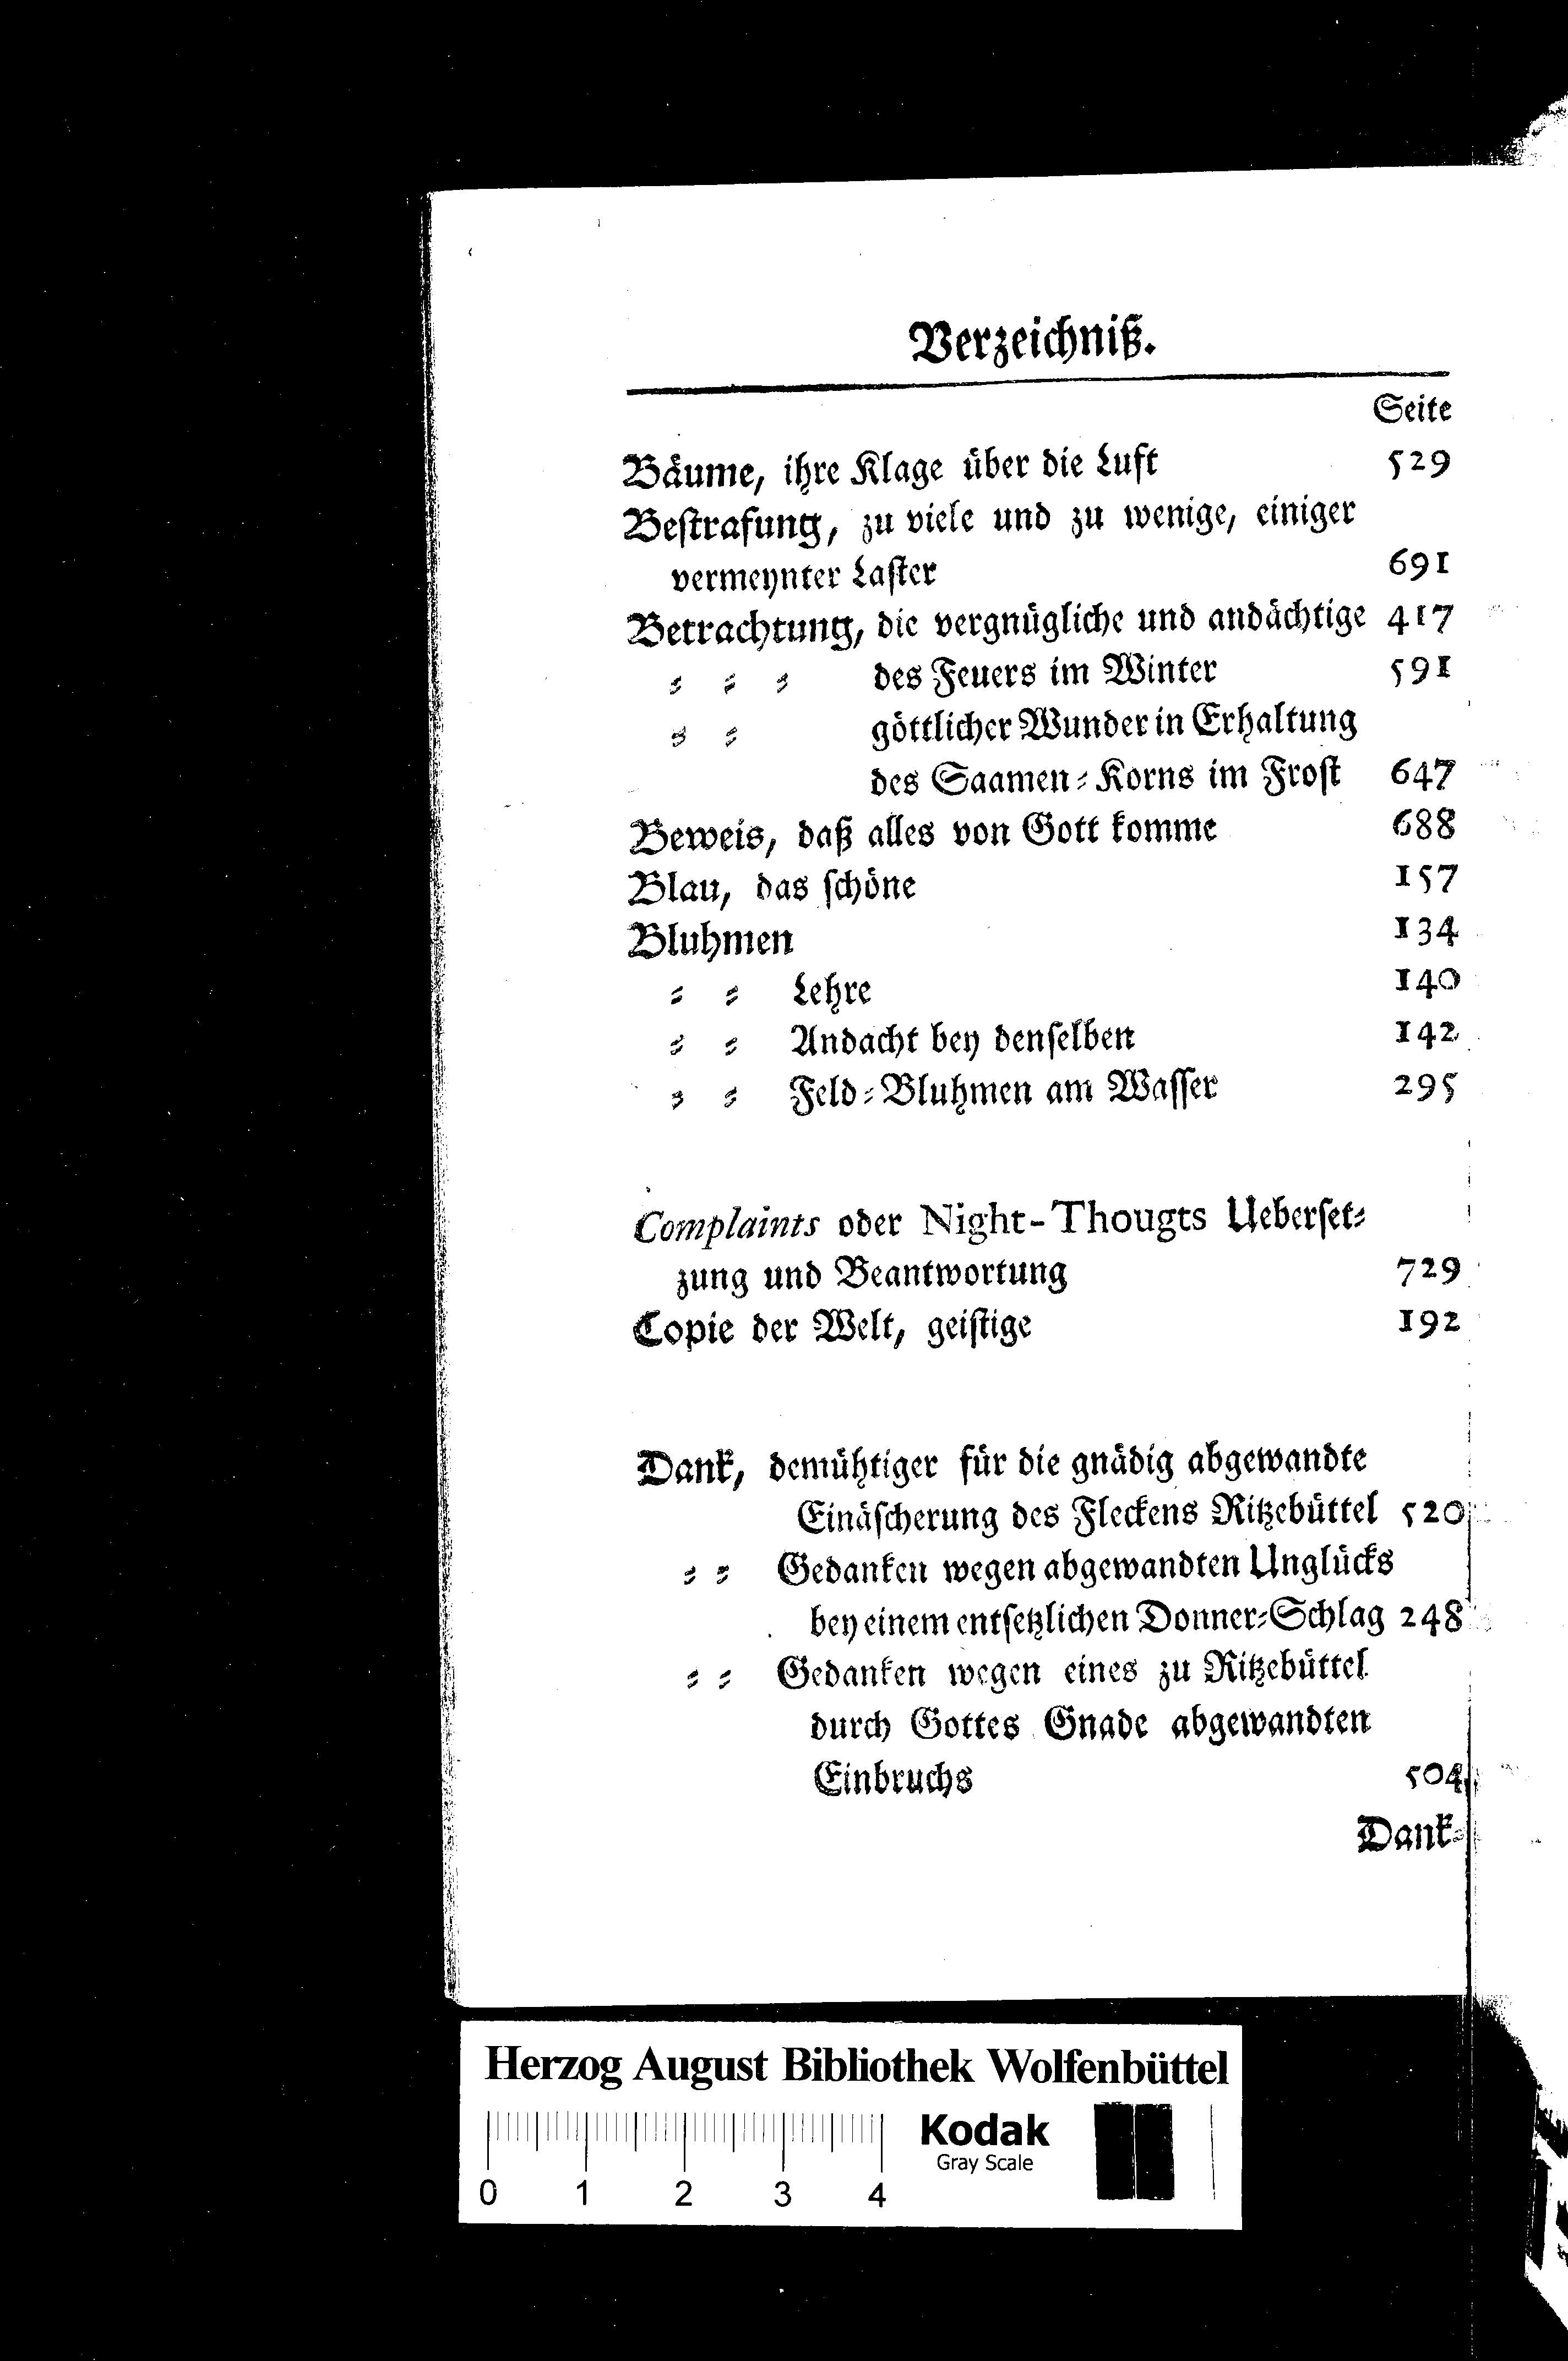 Verzeichniß.
Seite
Bäume, ihre Klage über die Luft 529
Bestrafung, zu viele und zu wenige, einiger
vermeynter Laster 691
Betrachtung, die vergnügliche und andächtige 417
⸗ ⸗ ⸗ des Feuers im Winter 591
⸗ ⸗ göttlicher Wunder in Erhaltung
des Saamen⸗Korns im Frost 647
Beweis, daß alles von Gott komme 688
Blau, das schöne 157
Bluhmen 134
⸗ ⸗ Lehre 140
⸗ ⸗ Andacht bey denselben 142
⸗ ⸗ Feld⸗Bluhmen am Wasser 295
Complaints oder Night-Thougts Ueberset⸗
zung und Beantwortung 729
Copie der Welt, geistige 192
Dank, demühtiger für die gnädig abgewandte
Einäscherung des Fleckens Ritzebüttel 520
⸗ ⸗ Gedanken wegen abgewandten Unglücks
bey einem entsetzlichen Donner⸗Schlag 248
⸗ ⸗ Gedanken wegen eines zu Ritzebüttel
durch Gottes Gnade abgewandten
Einbruchs 504
Dank⸗
Herzog August Bibliothek Wolfenbüttel
Kodak
Gray Scale
0 1 2 3 4